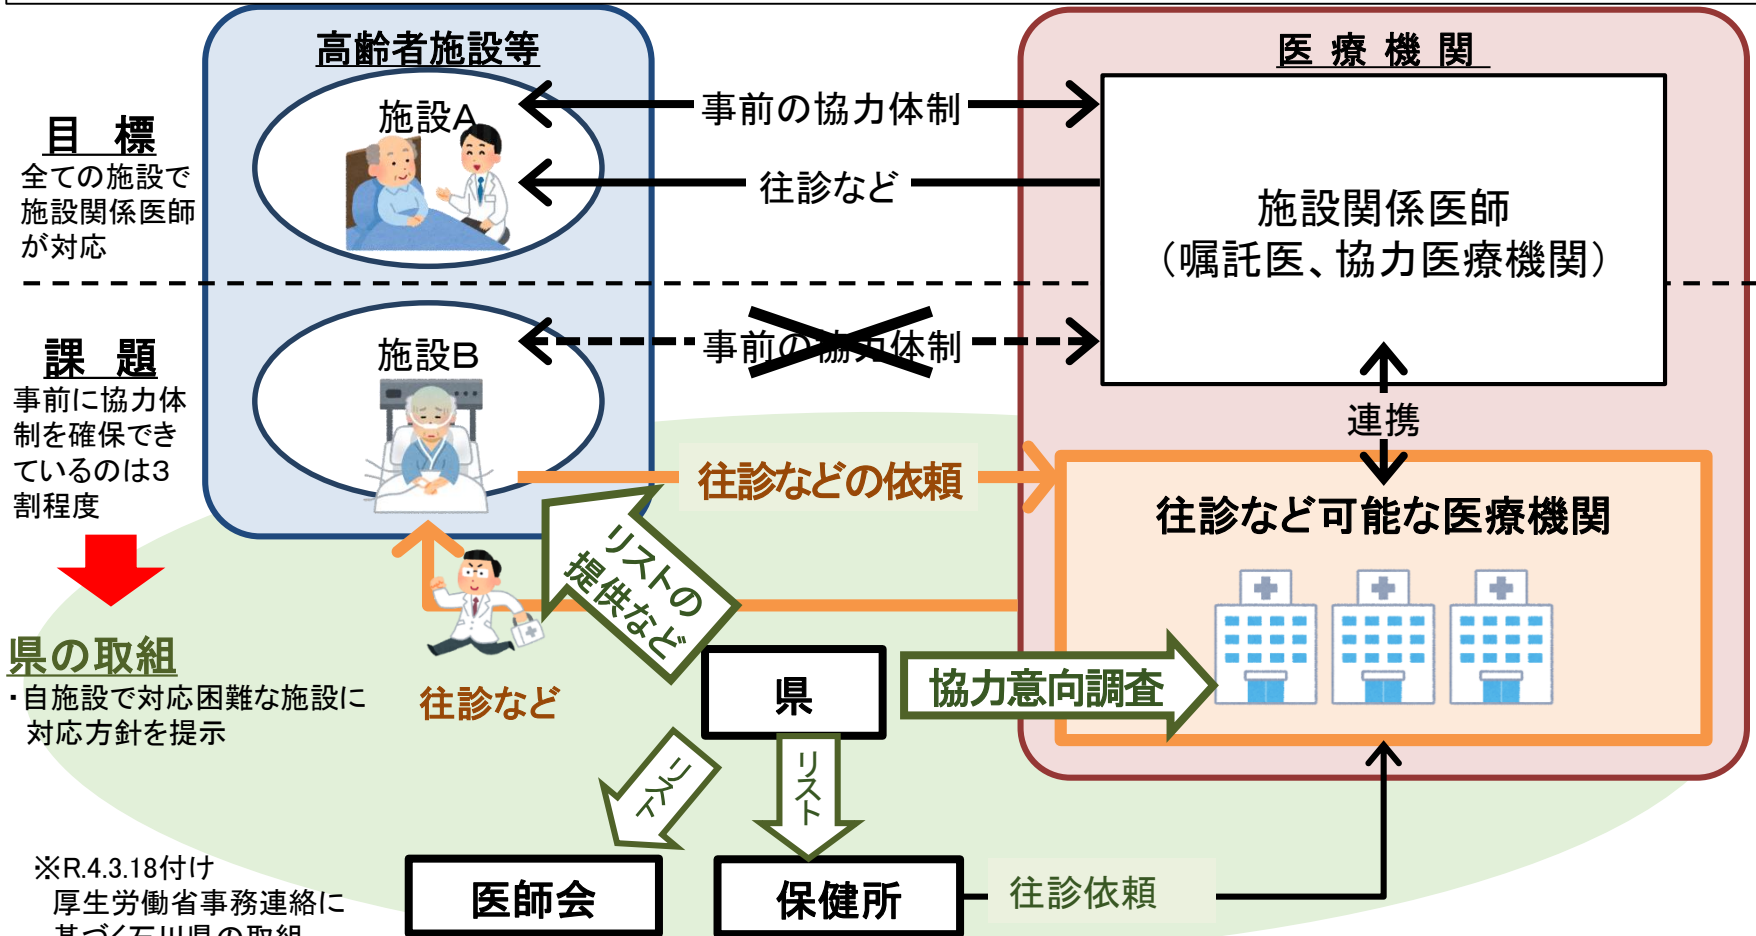 高齢者施設等
医 療 機 関
目 標
全ての施設で
施設関係医師
が対応
施設A
事前の協力体制
往診など
施設関係医師
（嘱託医、協力医療機関）
課 題
事前に協力体
制を確保でき
ているのは３
割程度
施設B
事前の協力体制
連携
往診などの依頼
往診など可能な医療機関
リストの
提供など
県の取組
・自施設で対応困難な施設に
対応方針を提示
往診など
県
協力意向調査
リスト
リスト
医師会
保健所
往診依頼
※R.4.3.18付け
厚生労働省事務連絡に
基づく石川県の取組